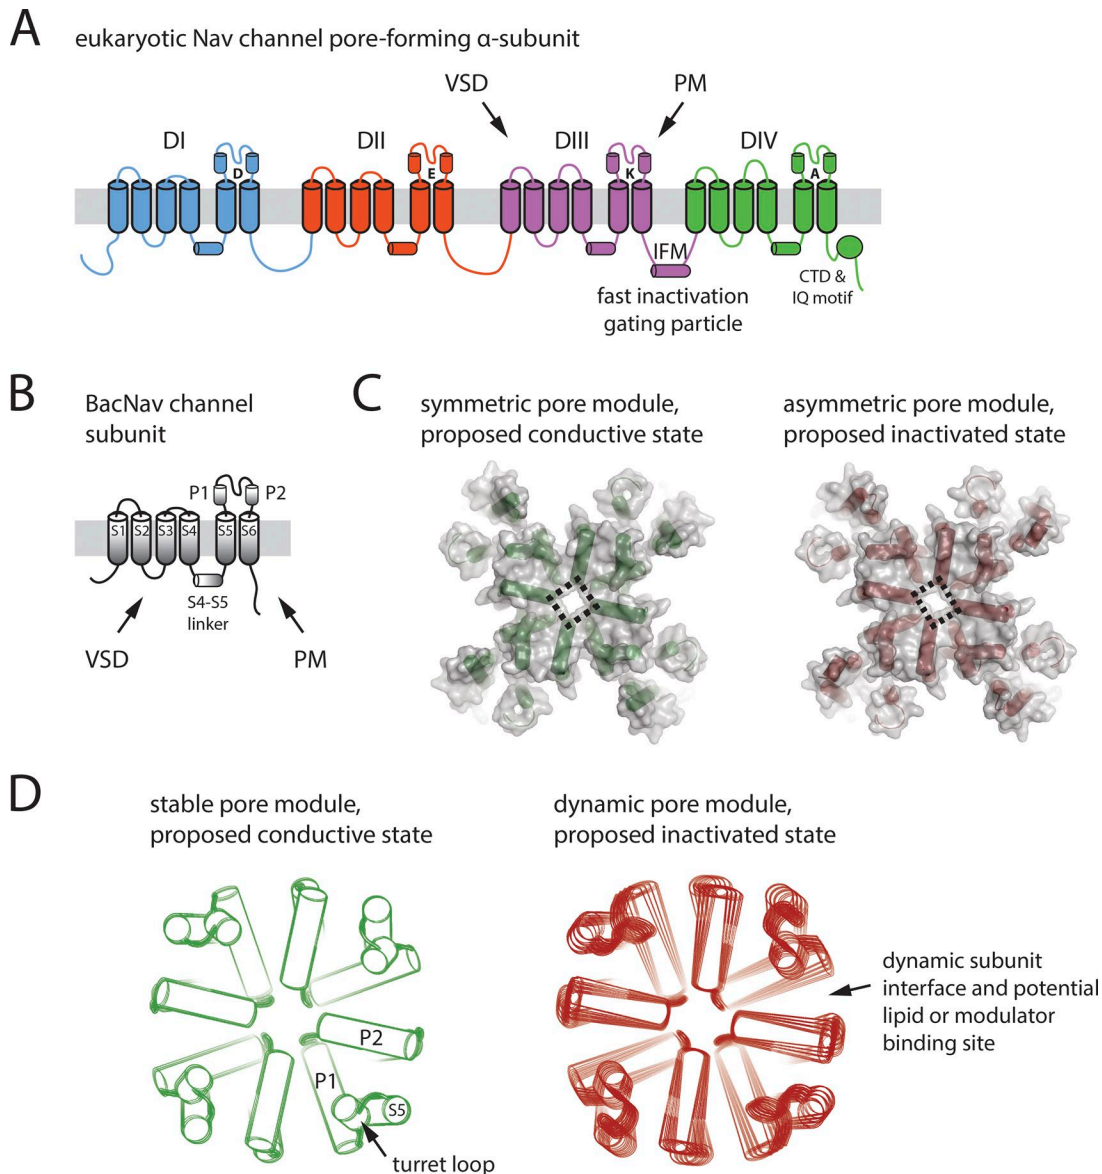 A
eukaryotic Nav channel pore-forming α-subunit
VSD
PM
DI
DII
DIII
DIV
D
E
K
A
IFM
fast inactivation
gating particle
CTD &
IQ motif
B
BacNav channel
subunit
P1
P2
S1
S2
S3
S4
S5
S6
S4-S5
linker
VSD
PM
C
symmetric pore module,
proposed conductive state
asymmetric pore module,
proposed inactivated state
D
stable pore module,
proposed conductive state
P2
P1
S5
turret loop
dynamic pore module,
proposed inactivated state
dynamic subunit
interface and potential
lipid or modulator
binding site